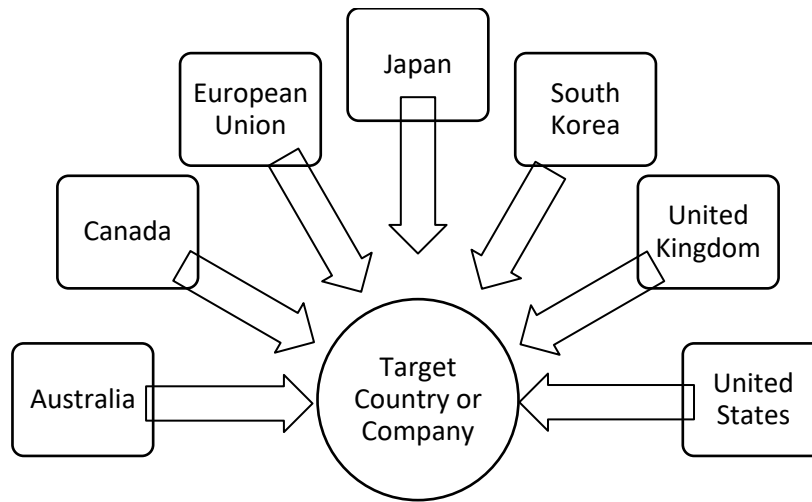 Japan
European
Union
South
Korea
Canada
United
Kingdom
Australia
Target
Country or
Company
United
States